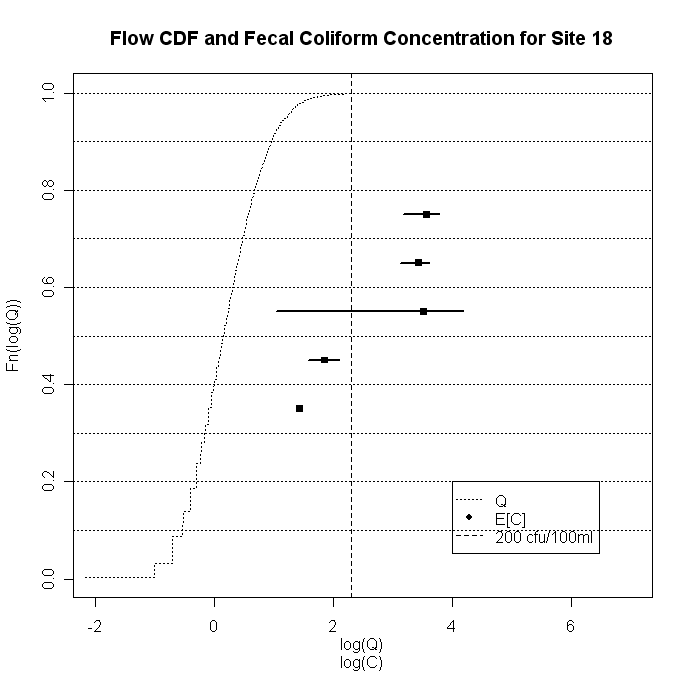 Flow CDF and Fecal Coliform Concentration for Site 18
Fn(log(Q))
1.0
0.8
0.6
0.4
0.2
0.0
Q
E[C]
200 cfu/100ml
-2 0 2 4 6
log(Q)
log(C)